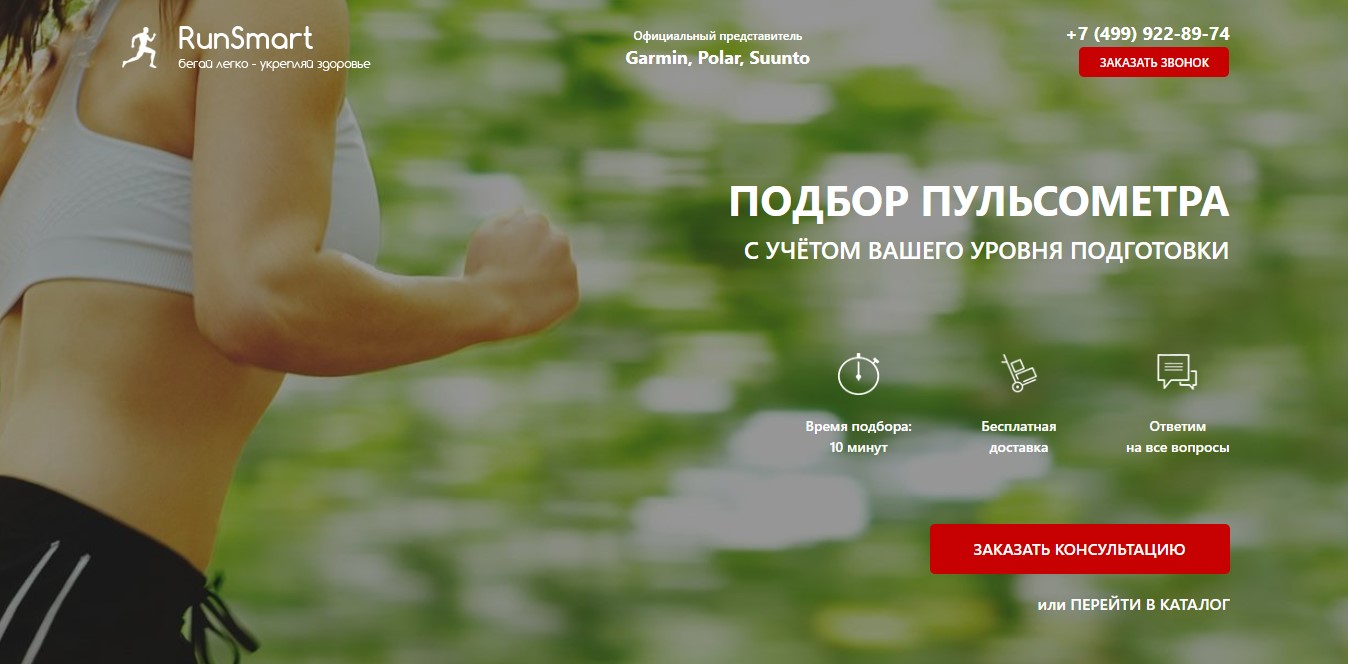 RunSmart
бегай легко - укрепляй здоровье
Официальный представитель
Garmin, Polar, Suunto
+7 (499) 922-89-74
ЗАКАЗАТЬ ЗВОНОК
ПОДБОР ПУЛЬСОМЕТРА
С УЧЁТОМ ВАШЕГО УРОВНЯ ПОДГОТОВКИ
Время подбора:
10 минут
Бесплатная
доставка
Ответим
на все вопросы
ЗАКАЗАТЬ КОНСУЛЬТАЦИЮ
или ПЕРЕЙТИ В КАТАЛОГ